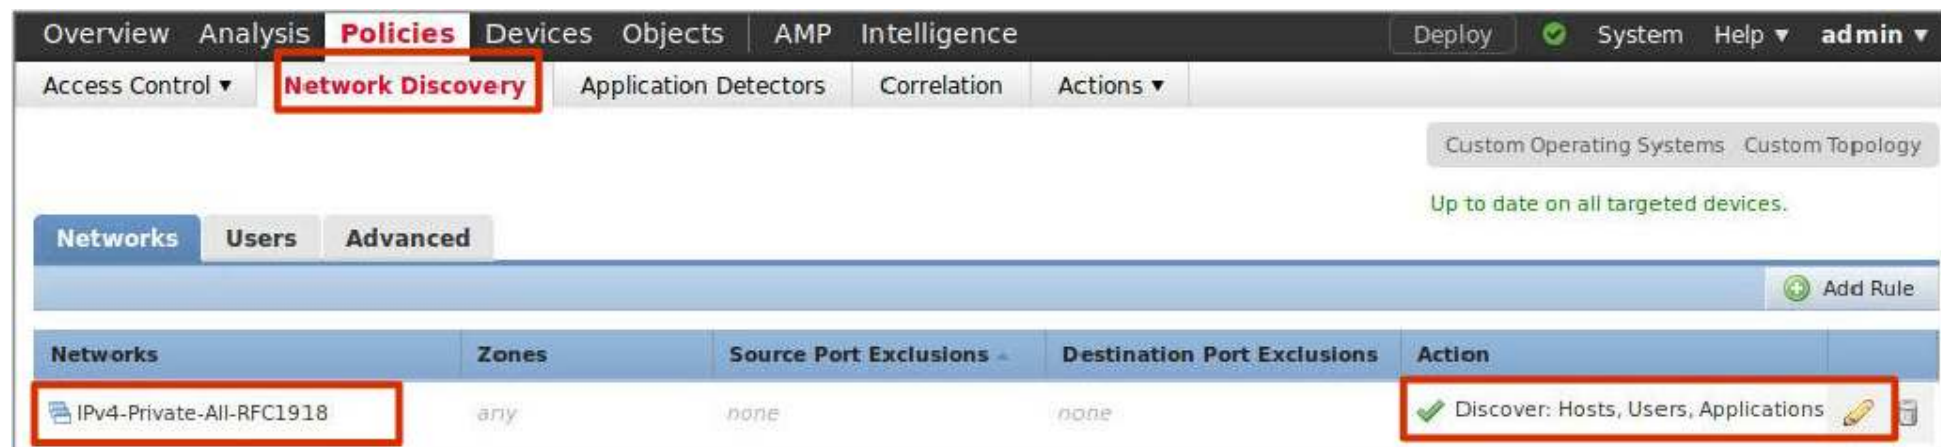 Overview Analysis Policies Devices Objects AMP Intelligence Deploy System Help ▾ admin ▾
Access Control ▾ Network Discovery Application Detectors Correlation Actions ▾
Custom Operating Systems Custom Topology
Up to date on all targeted devices.
Networks Users Advanced
Add Rule
Networks Zones Source Port Exclusions Destination Port Exclusions Action
IPv4-Private-All-RFC1918 any none none Discover: Hosts, Users, Applications